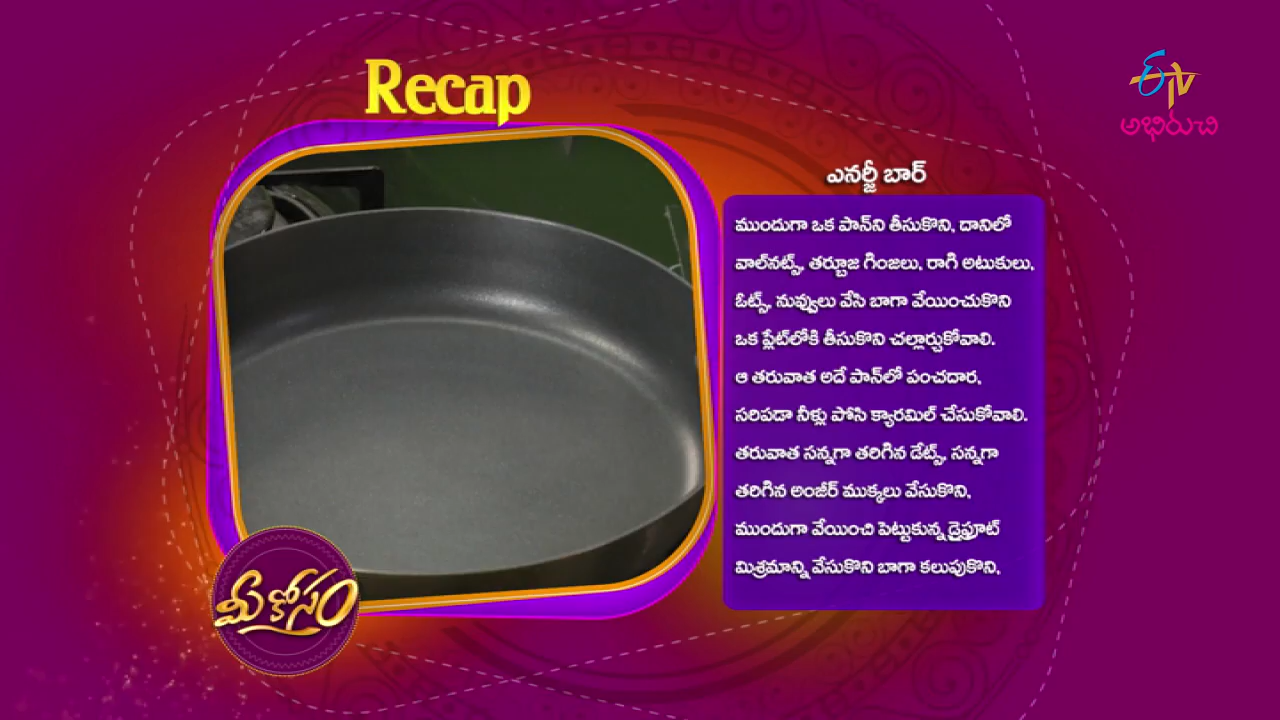 Recap
ఈ
tv
అభిరుచి
ఎనర్జీ బార్
ముందుగా ఒక పాన్‌ని తీసుకొని, దానిలో
వాల్‌నట్స్, తర్బూజ గింజలు, రాగి అటుకులు,
ఓట్స్, నువ్వులు వేసి బాగా వేయించుకొని
ఒక ప్లేట్‌లోకి తీసుకొని చల్లార్చుకోవాలి.
ఆ తరువాత అదే పాన్‌లో పంచదార,
సరిపడా నీళ్లు పోసి క్యారమిల్ చేసుకోవాలి.
తరువాత సన్నగా తరిగిన డేట్స్, సన్నగా
తరిగిన అంజీర్ ముక్కలు వేసుకొని,
ముందుగా వేయించి పెట్టుకున్న డ్రైఫ్రూట్
మిశ్రమాన్ని వేసుకొని బాగా కలుపుకొని,
మీ కోసం